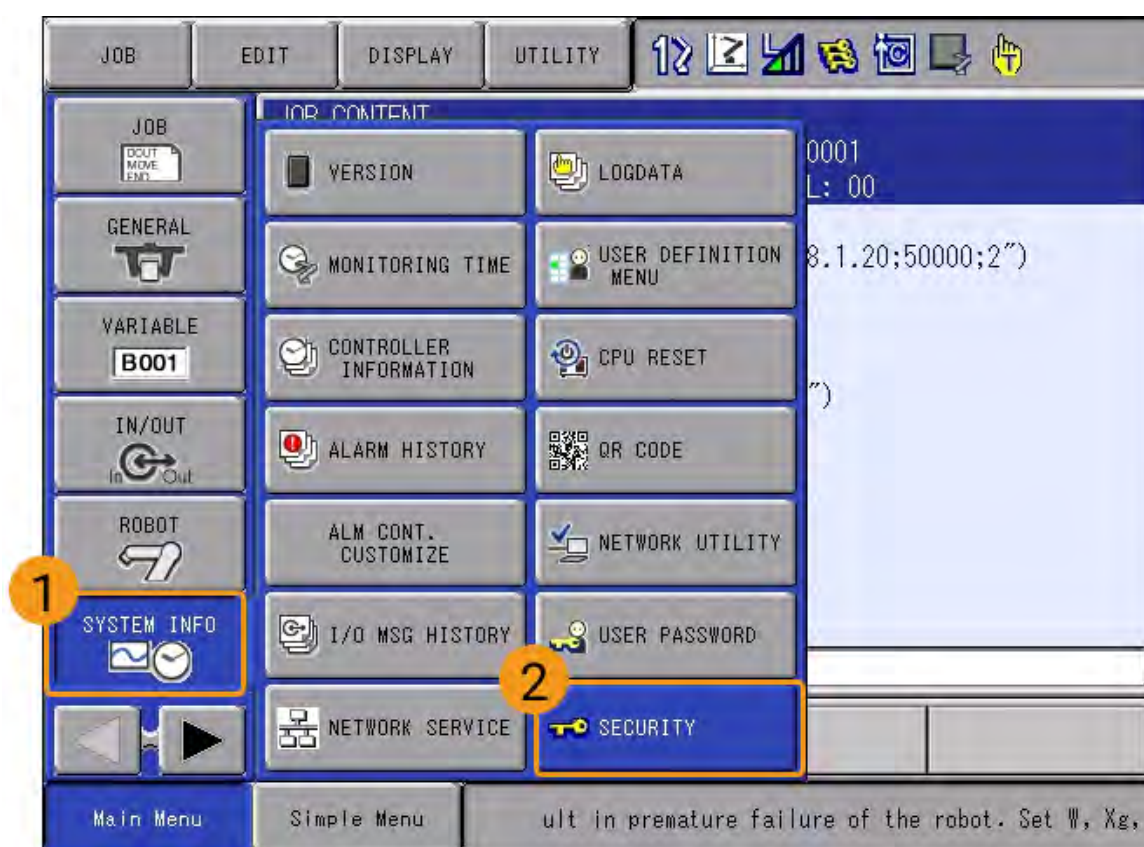 JOB EDIT DISPLAY UTILITY
JOB
DOUT
MOVE
END
GENERAL
VARIABLE
B001
IN/OUT
In Out
ROBOT
1
SYSTEM INFO
JOB CONTENT
0001
L: 00
8.1.20;50000;2")
")
VERSION
LOGDATA
MONITORING TIME
USER DEFINITION
MENU
CONTROLLER
INFORMATION
CPU RESET
ALARM HISTORY
QR CODE
ALM CONT.
CUSTOMIZE
NETWORK UTILITY
I/O MSG HISTORY
USER PASSWORD
NETWORK SERVICE
2
SECURITY
Main Menu
Simple Menu
ult in premature failure of the robot. Set W, Xg,